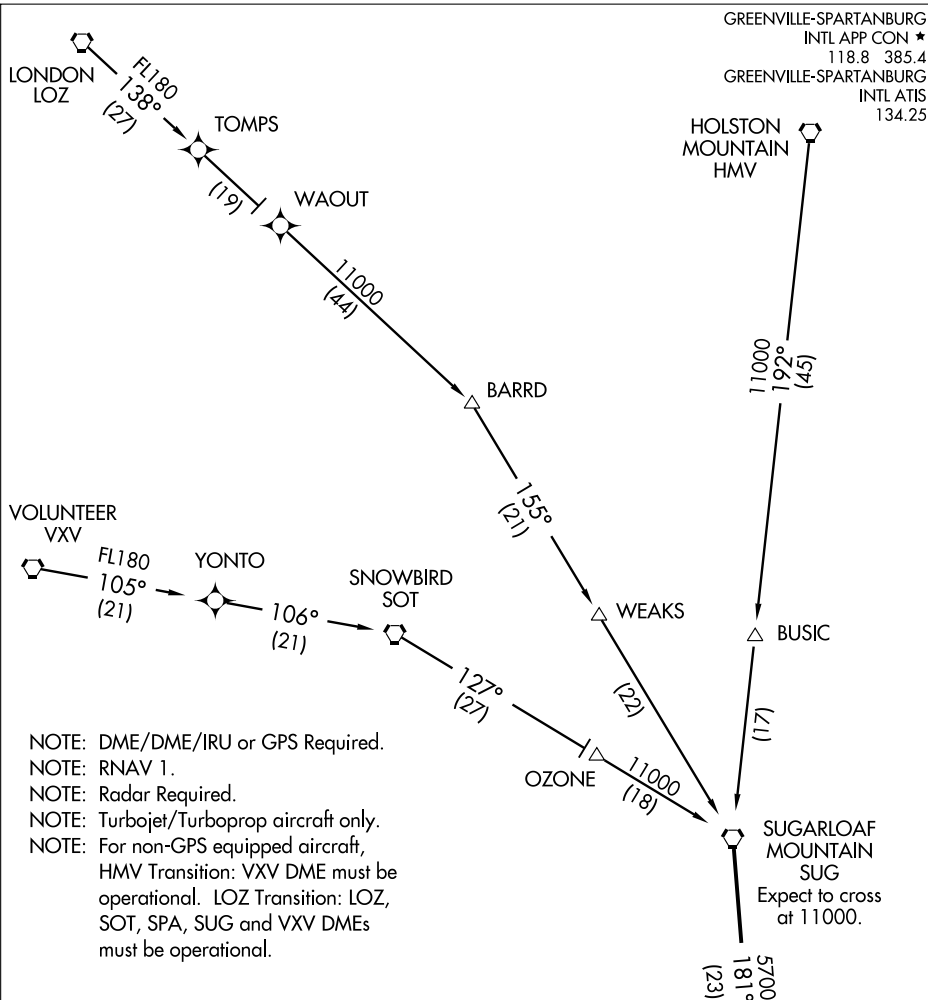 GREENVILLE-SPARTANBURG
INTL APP CON ★
118.8 385.4
GREENVILLE-SPARTANBURG
INTL ATIS
134.25
LONDON
LOZ
FL180
138°
(27)
TOMPS
(19)
WAOUT
HOLSTON
MOUNTAIN
HMV
11000
(44)
11000
192°
(45)
BARRD
155°
(21)
VOLUNTEER
VXV
FL180
105°
(21)
YONTO
106°
(21)
SNOWBIRD
SOT
WEAKS
BUSIC
127°
(27)
(22)
(17)
OZONE
11000
(18)
NOTE: DME/DME/IRU or GPS Required.
NOTE: RNAV 1.
NOTE: Radar Required.
NOTE: Turbojet/Turboprop aircraft only.
NOTE: For non-GPS equipped aircraft,
HMV Transition: VXV DME must be
operational. LOZ Transition: LOZ,
SOT, SPA, SUG and VXV DMEs
must be operational.
SUGARLOAF
MOUNTAIN
SUG
Expect to cross
at 11000.
5700
181°
(23)